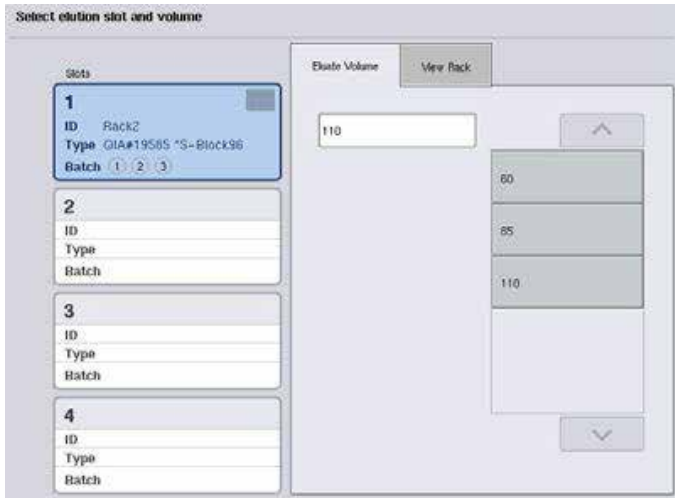 Select elution slot and volume
Eluate Volume
View Rack
Slots
1
ID Rack2
Type QIA#19585 *S-Block96
Batch 1 2 3
110
60
85
110
2
ID
Type
Batch
3
ID
Type
Batch
4
ID
Type
Batch